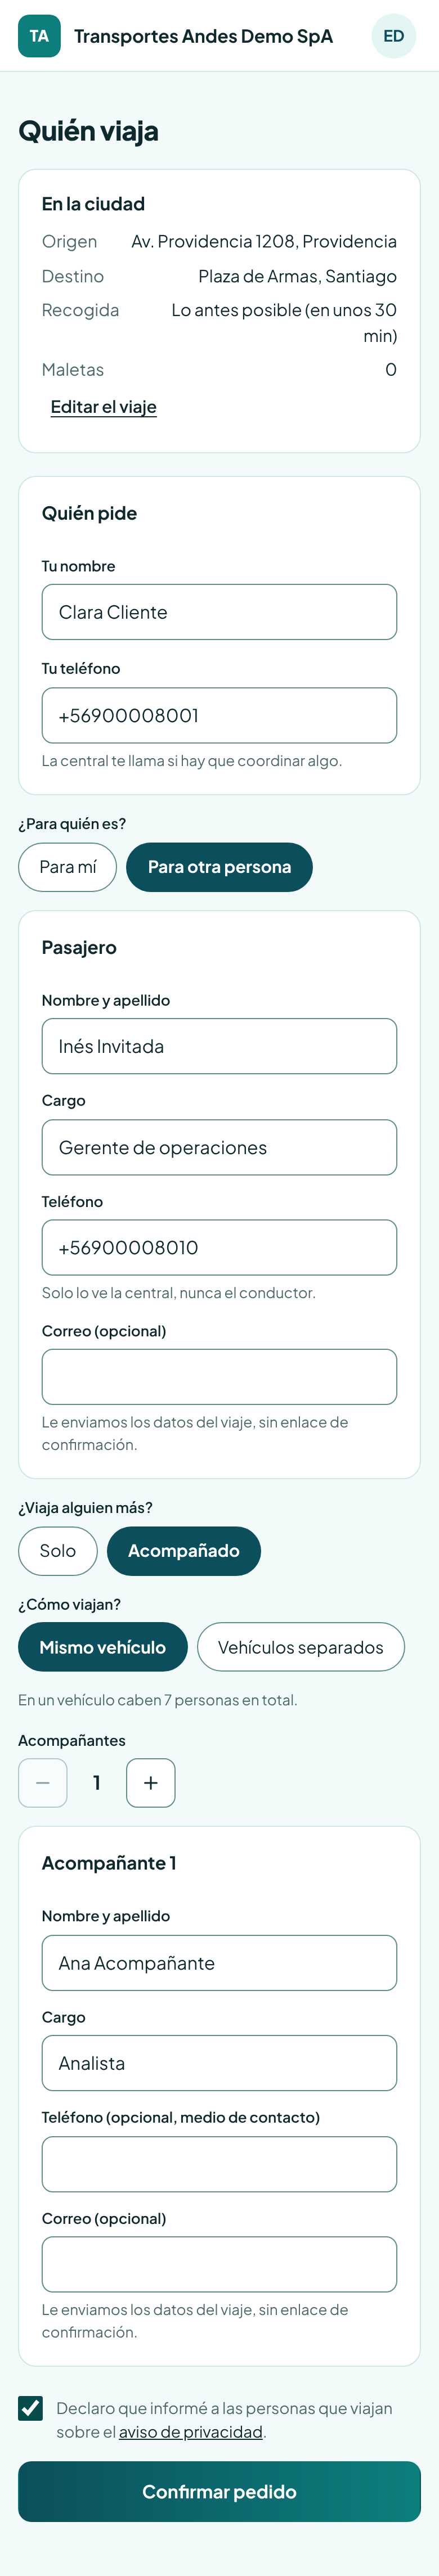 TA
Transportes Andes Demo SpA
ED
Quién viaja
En la ciudad
Origen Av. Providencia 1208, Providencia
Destino Plaza de Armas, Santiago
Recogida Lo antes posible (en unos 30
min)
Maletas 0
Editar el viaje
Quién pide
Tu nombre
Clara Cliente
Tu teléfono
+56900008001
La central te llama si hay que coordinar algo.
¿Para quién es?
Para mí Para otra persona
Pasajero
Nombre y apellido
Inés Invitada
Cargo
Gerente de operaciones
Teléfono
+56900008010
Solo lo ve la central, nunca el conductor.
Correo (opcional)
Le enviamos los datos del viaje, sin enlace de
confirmación.
¿Viaja alguien más?
Solo Acompañado
¿Cómo viajan?
Mismo vehículo Vehículos separados
En un vehículo caben 7 personas en total.
Acompañantes
− 1 +
Acompañante 1
Nombre y apellido
Ana Acompañante
Cargo
Analista
Teléfono (opcional, medio de contacto)
Correo (opcional)
Le enviamos los datos del viaje, sin enlace de
confirmación.
Declaro que informé a las personas que viajan
sobre el aviso de privacidad.
Confirmar pedido